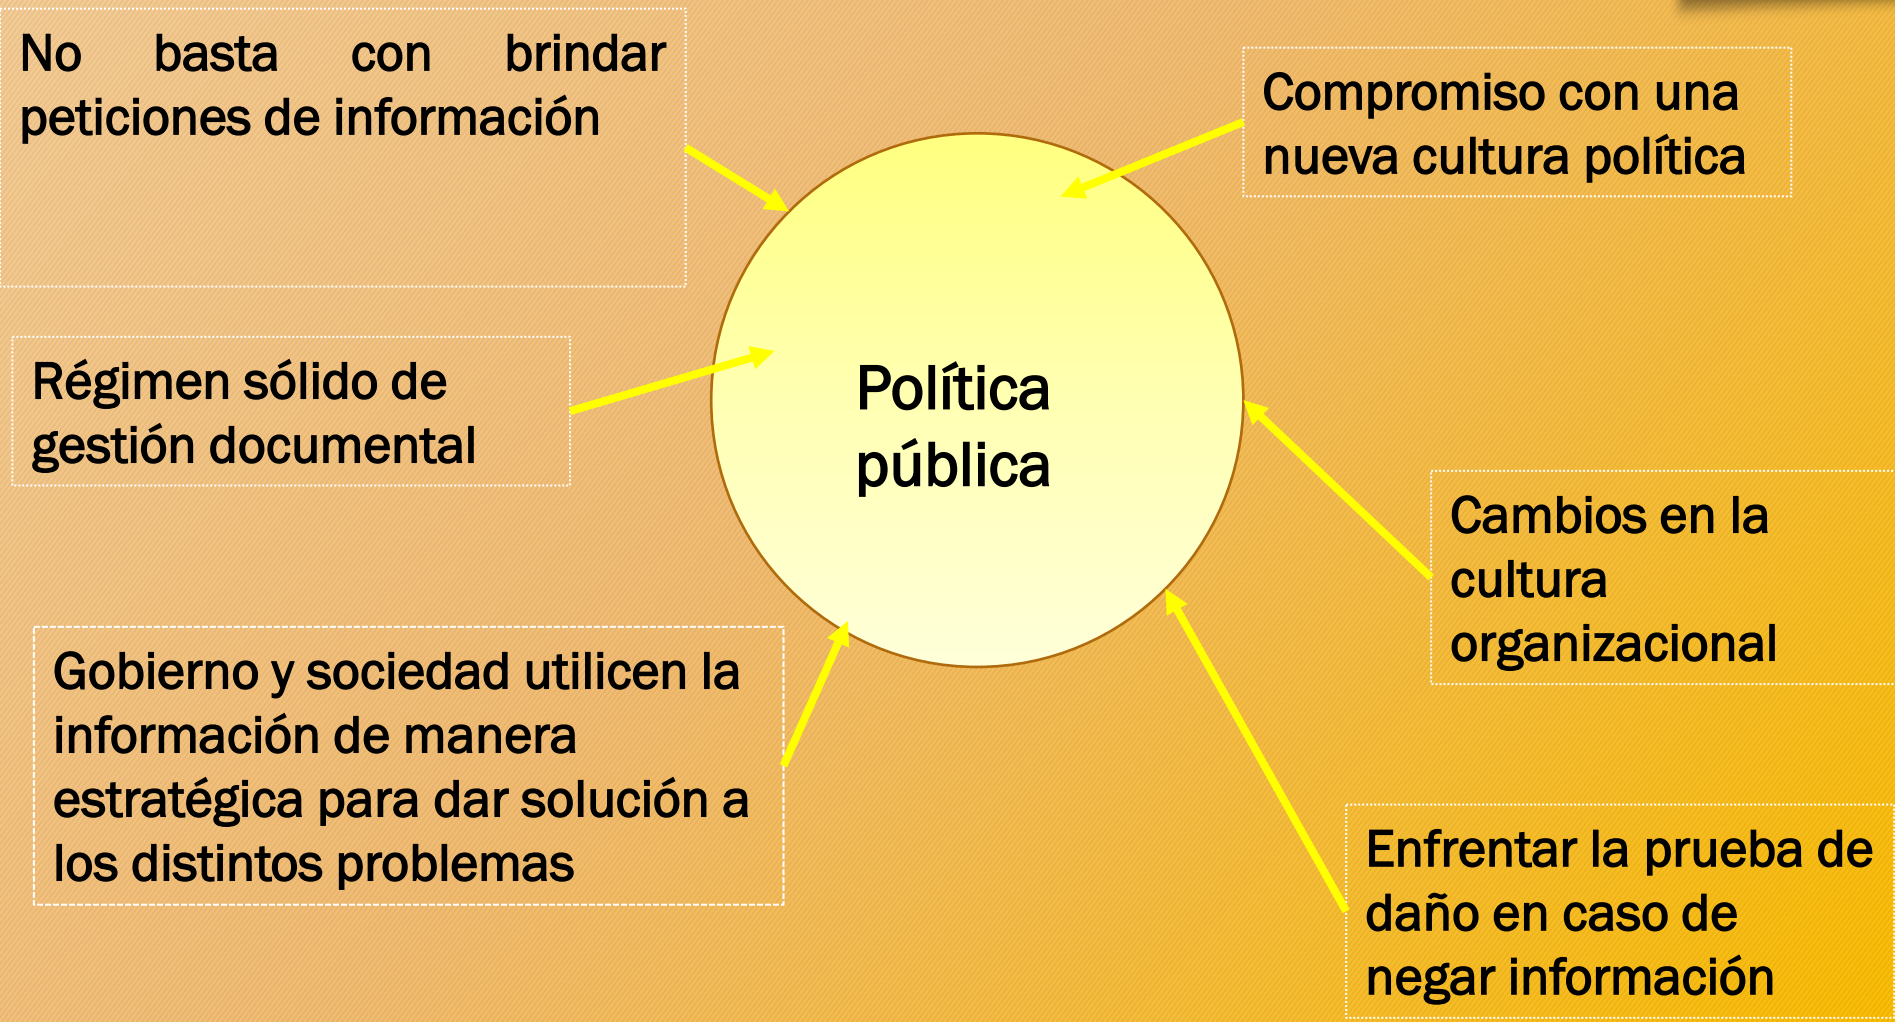 No basta con brindar
peticiones de información
Compromiso con una
nueva cultura política
Régimen sólido de
gestión documental
Política
pública
Cambios en la
cultura
organizacional
Gobierno y sociedad utilicen la
información de manera
estratégica para dar solución a
los distintos problemas
Enfrentar la prueba de
daño en caso de
negar información